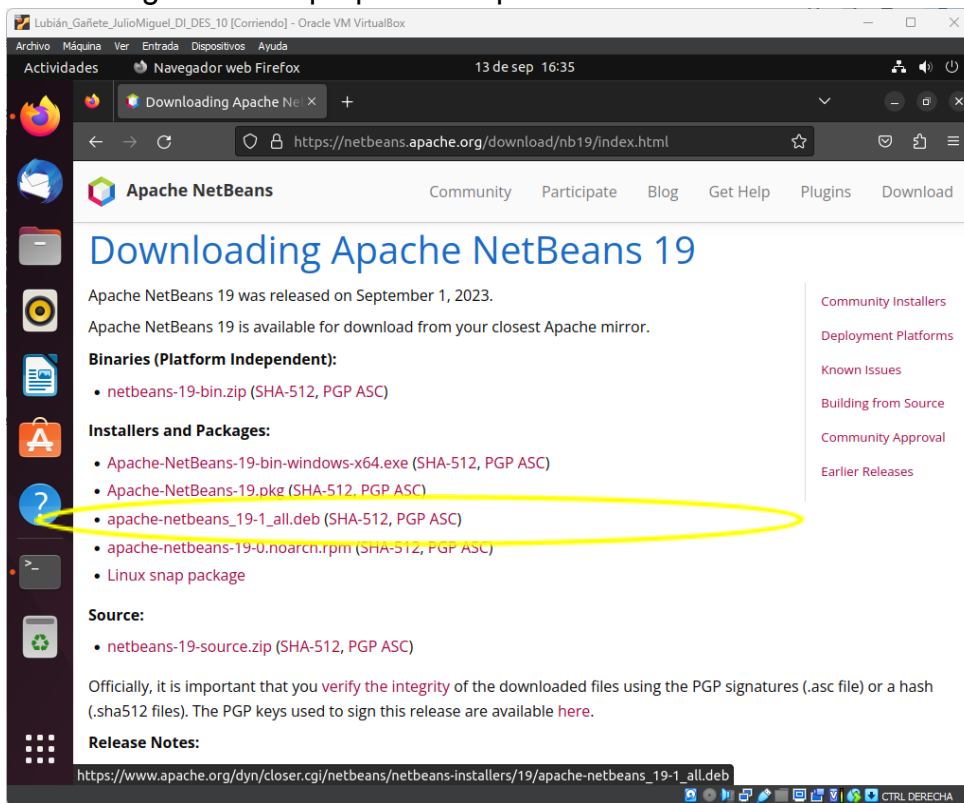 Lubián_Gañete_JulioMiguel_DI_DES_10 [Corriendo] - Oracle VM VirtualBox
Archivo Máquina Ver Entrada Dispositivos Ayuda
Actividades Navegador web Firefox 13 de sep 16:35
Downloading Apache Ne
https://netbeans.apache.org/download/nb19/index.html
Apache NetBeans Community Participate Blog Get Help Plugins Download
Downloading Apache NetBeans 19
Apache NetBeans 19 was released on September 1, 2023.
Community Installers
Apache NetBeans 19 is available for download from your closest Apache mirror.
Deployment Platforms
Binaries (Platform Independent):
Known Issues
• netbeans-19-bin.zip (SHA-512, PGP ASC)
Building from Source
Installers and Packages:
Community Approval
• Apache-NetBeans-19-bin-windows-x64.exe (SHA-512, PGP ASC)
Earlier Releases
• Apache-NetBeans-19.pkg (SHA-512, PGP ASC)
• apache-netbeans_19-1_all.deb (SHA-512, PGP ASC)
• apache-netbeans-19-0.noarch.rpm (SHA-512, PGP ASC)
• Linux snap package
Source:
• netbeans-19-source.zip (SHA-512, PGP ASC)
Officially, it is important that you verify the integrity of the downloaded files using the PGP signatures (.asc file) or a hash
(.sha512 files). The PGP keys used to sign this release are available here.
Release Notes:
https://www.apache.org/dyn/closer.cgi/netbeans/netbeans-installers/19/apache-netbeans_19-1_all.deb
CTRL DERECHA